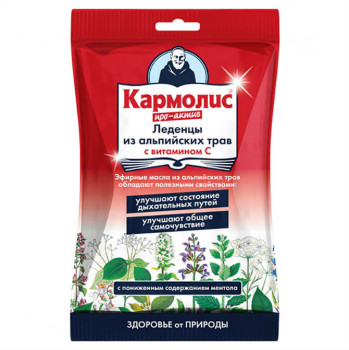 Кармолис®
про-актив
Леденцы
из альпийских трав
с витамином С
Эфирные масла из альпийских трав
обладают полезными свойствами:
улучшают состояние
дыхательных путей
улучшают общее
самочувствие
с пониженным содержанием ментола
ЗДОРОВЬЕ от ПРИРОДЫ